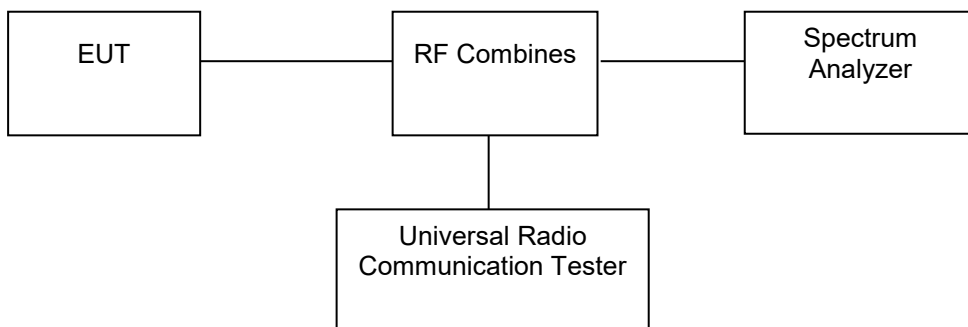 EUT
RF Combines
Spectrum
Analyzer
Universal Radio
Communication Tester